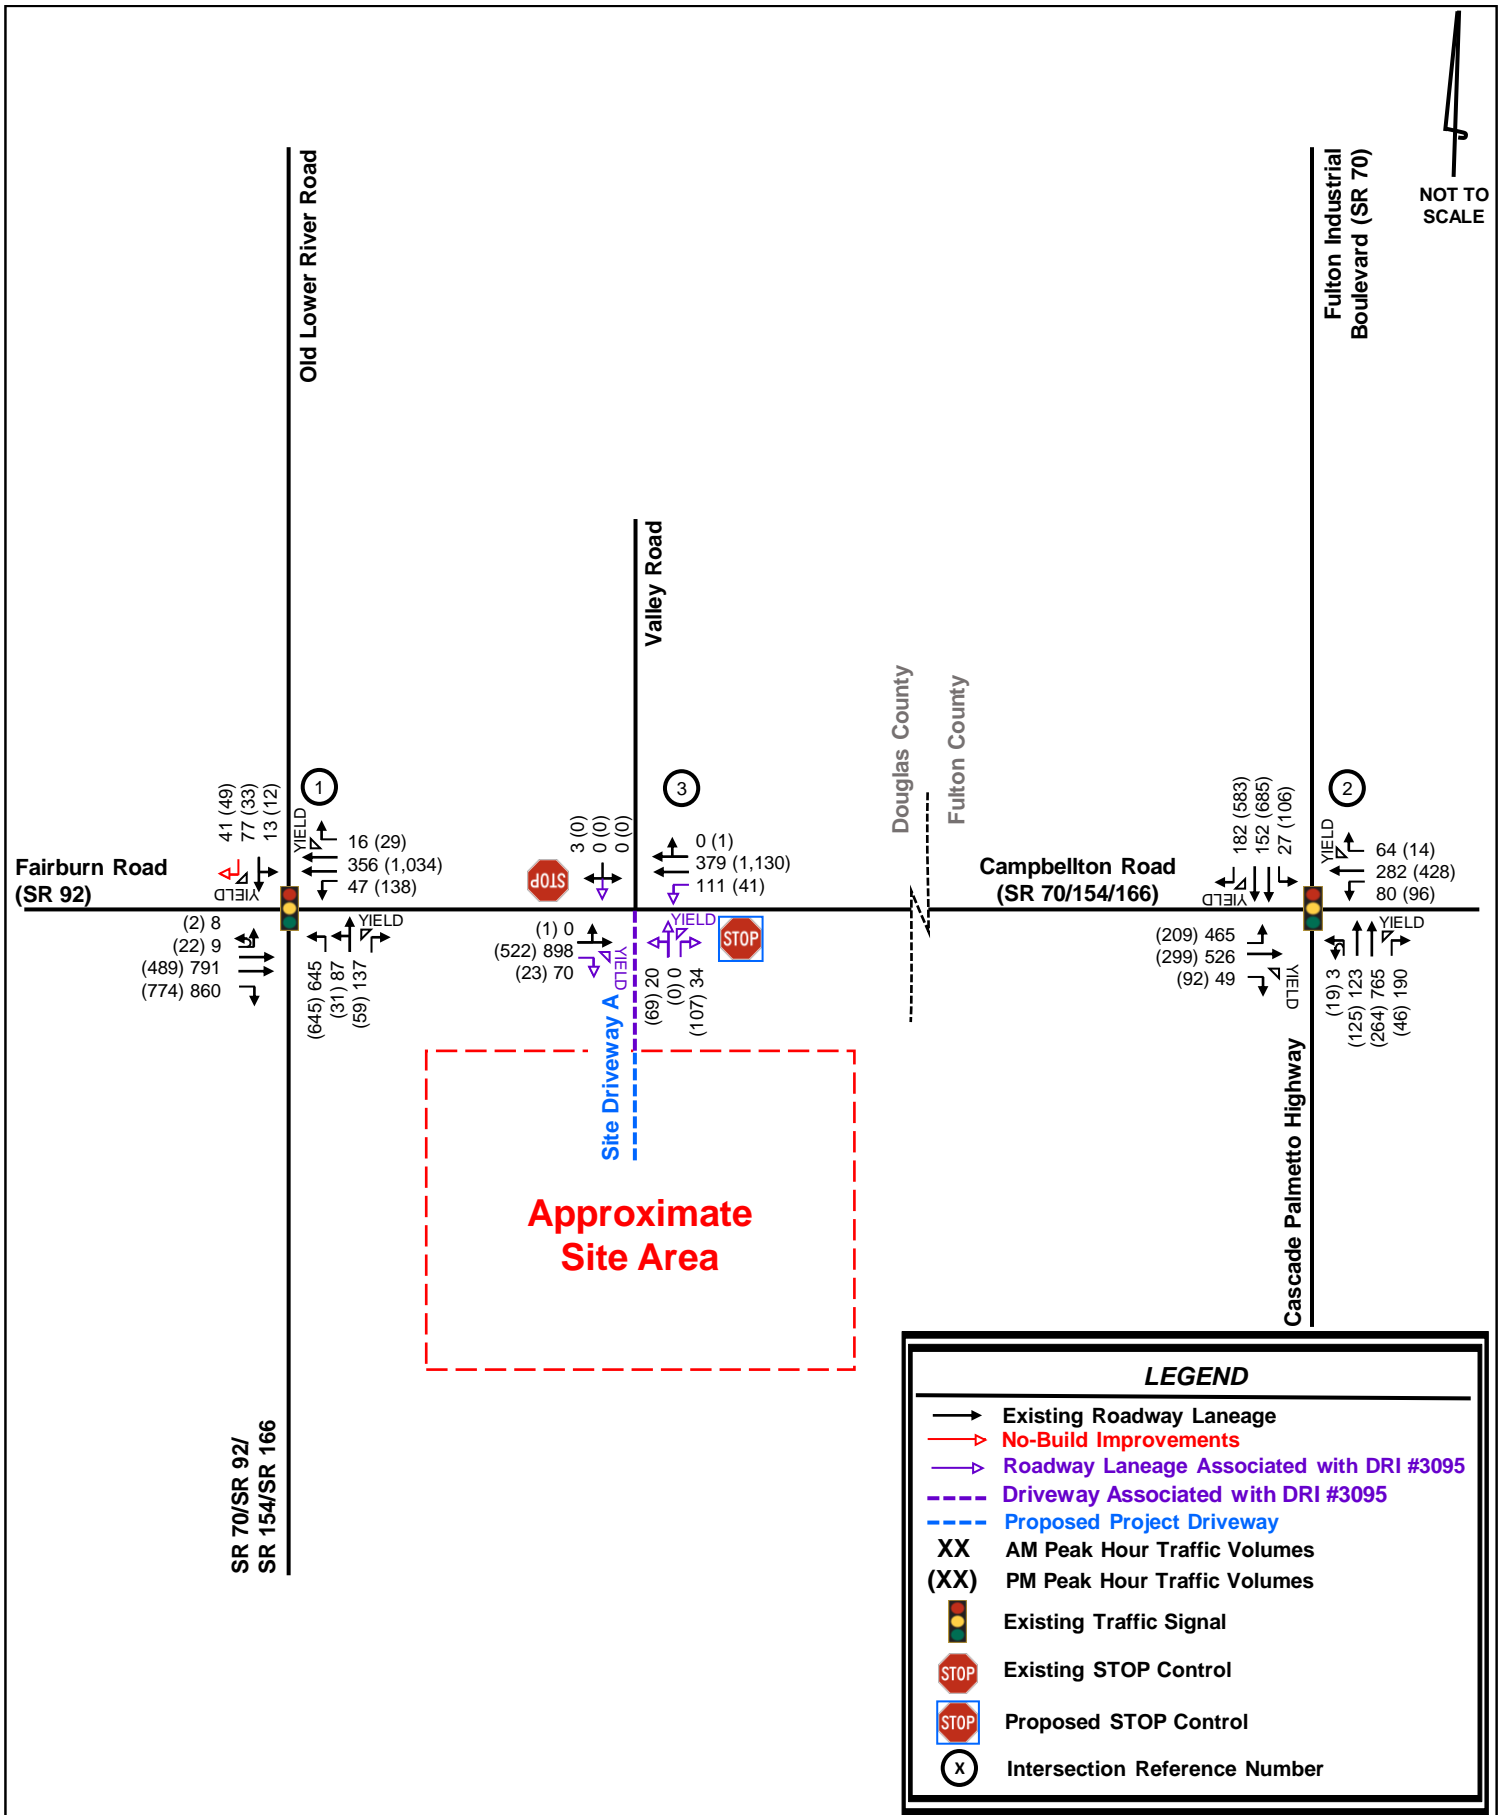 NOT TO
SCALE
Old Lower River Road
Fulton Industrial
Boulevard (SR 70)
Valley Road
Douglas County
Fulton County
1
3
2
41 (49)
77 (33)
13 (12)
YIELD
YIELD
16 (29)
356 (1,034)
47 (138)
Fairburn Road
(SR 92)
(2) 8
(22) 9
(489) 791
(774) 860
YIELD
(645) 645
(31) 87
(59) 137
STOP
3 (0)
0 (0)
0 (0)
0 (1)
379 (1,130)
111 (41)
(1) 0
(522) 898
(23) 70
YIELD
YIELD
STOP
(69) 20
(0) 0
(107) 34
Campbellton Road
(SR 70/154/166)
182 (583)
152 (685)
27 (106)
YIELD
YIELD
64 (14)
282 (428)
80 (96)
(209) 465
(299) 526
(92) 49
YIELD
YIELD
(19) 3
(125) 123
(264) 765
(46) 190
Site Driveway A
Cascade Palmetto Highway
Approximate
Site Area
SR 70/SR 92/
SR 154/SR 166
LEGEND
Existing Roadway Laneage
No-Build Improvements
Roadway Laneage Associated with DRI #3095
Driveway Associated with DRI #3095
Proposed Project Driveway
XX AM Peak Hour Traffic Volumes
(XX) PM Peak Hour Traffic Volumes
Existing Traffic Signal
STOP Existing STOP Control
STOP Proposed STOP Control
X Intersection Reference Number